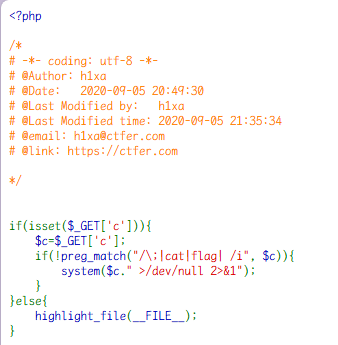 <?php
/*
# -*- coding: utf-8 -*-
# @Author: h1xa
# @Date:   2020-09-05 20:49:30
# @Last Modified by:   h1xa
# @Last Modified time: 2020-09-05 21:35:34
# @email: h1xa@ctfer.com
# @link: https://ctfer.com
*/
if(isset($_GET['c'])){
    $c=$_GET['c'];
    if(!preg_match("/\;|cat|flag| /i", $c)){
        system($c." >/dev/null 2>&1");
    }
}else{
    highlight_file(__FILE__);
}